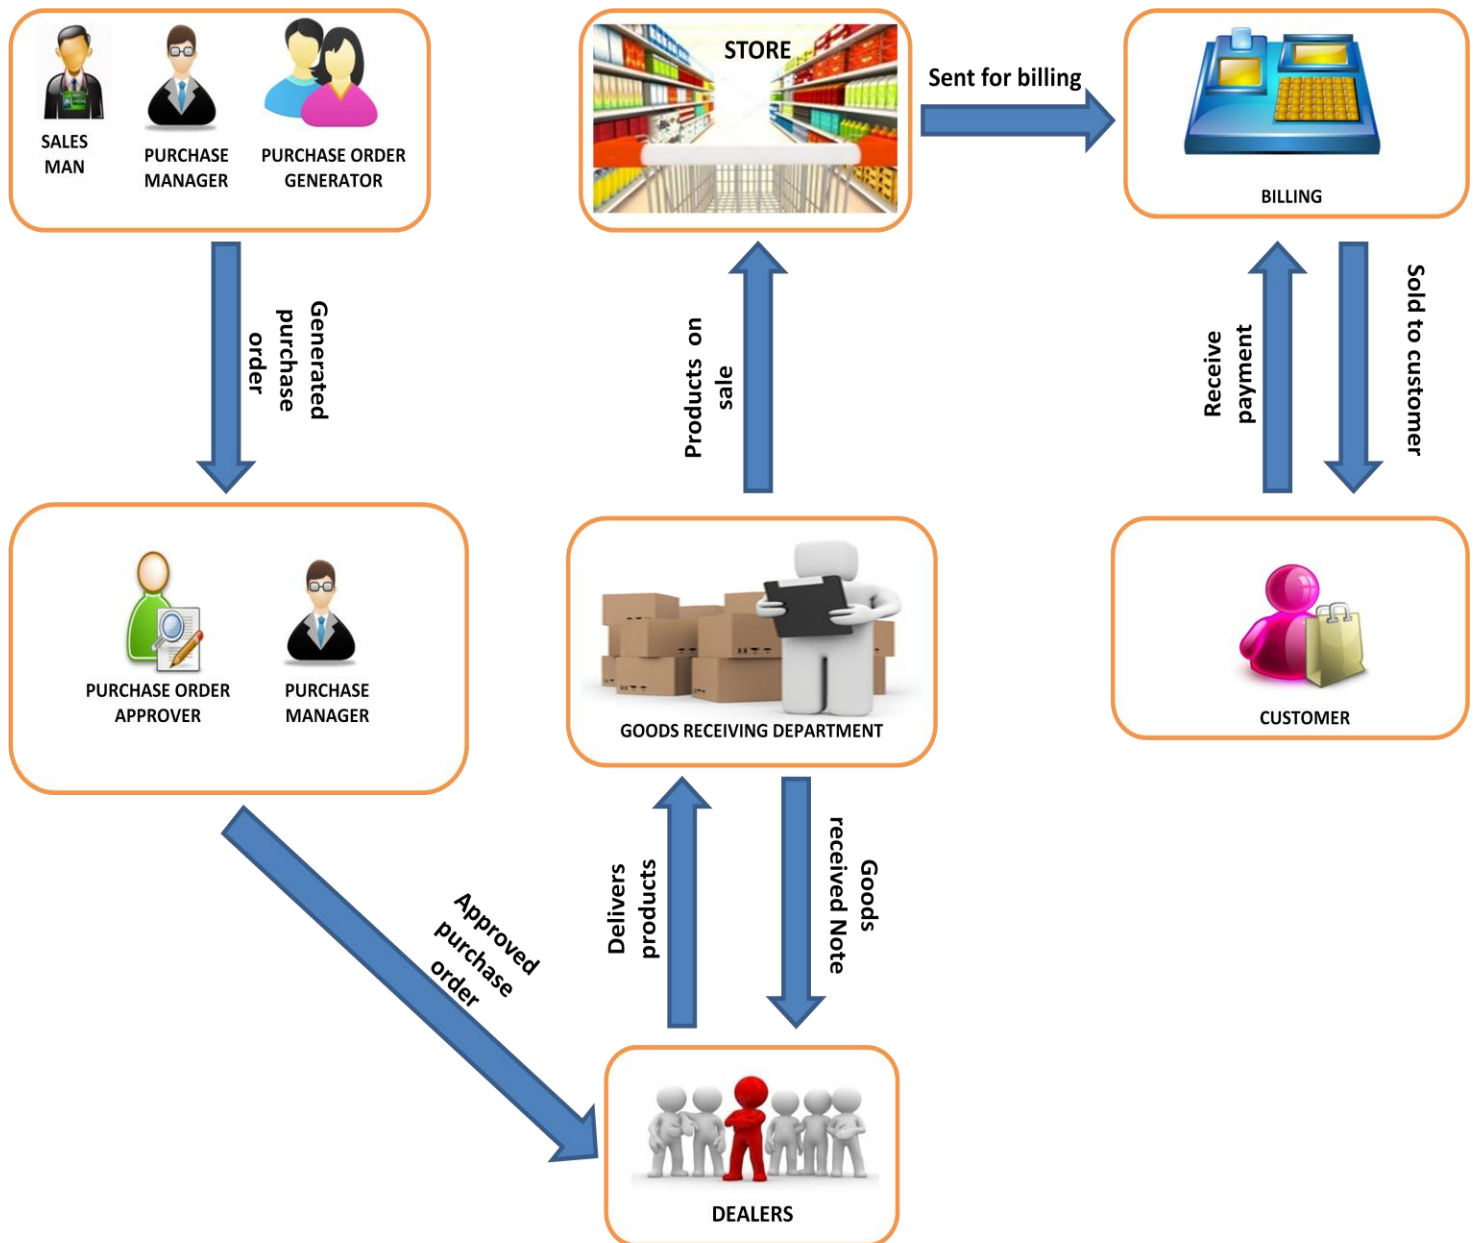 SALES
MAN
PURCHASE
MANAGER
PURCHASE ORDER
GENERATOR
STORE
Sent for billing
BILLING
Generated
purchase
order
Products on
sale
Receive
payment
Sold to customer
PURCHASE ORDER
APPROVER
PURCHASE
MANAGER
GOODS RECEIVING DEPARTMENT
CUSTOMER
Approved
purchase
order
Delivers
products
Goods
received Note
DEALERS